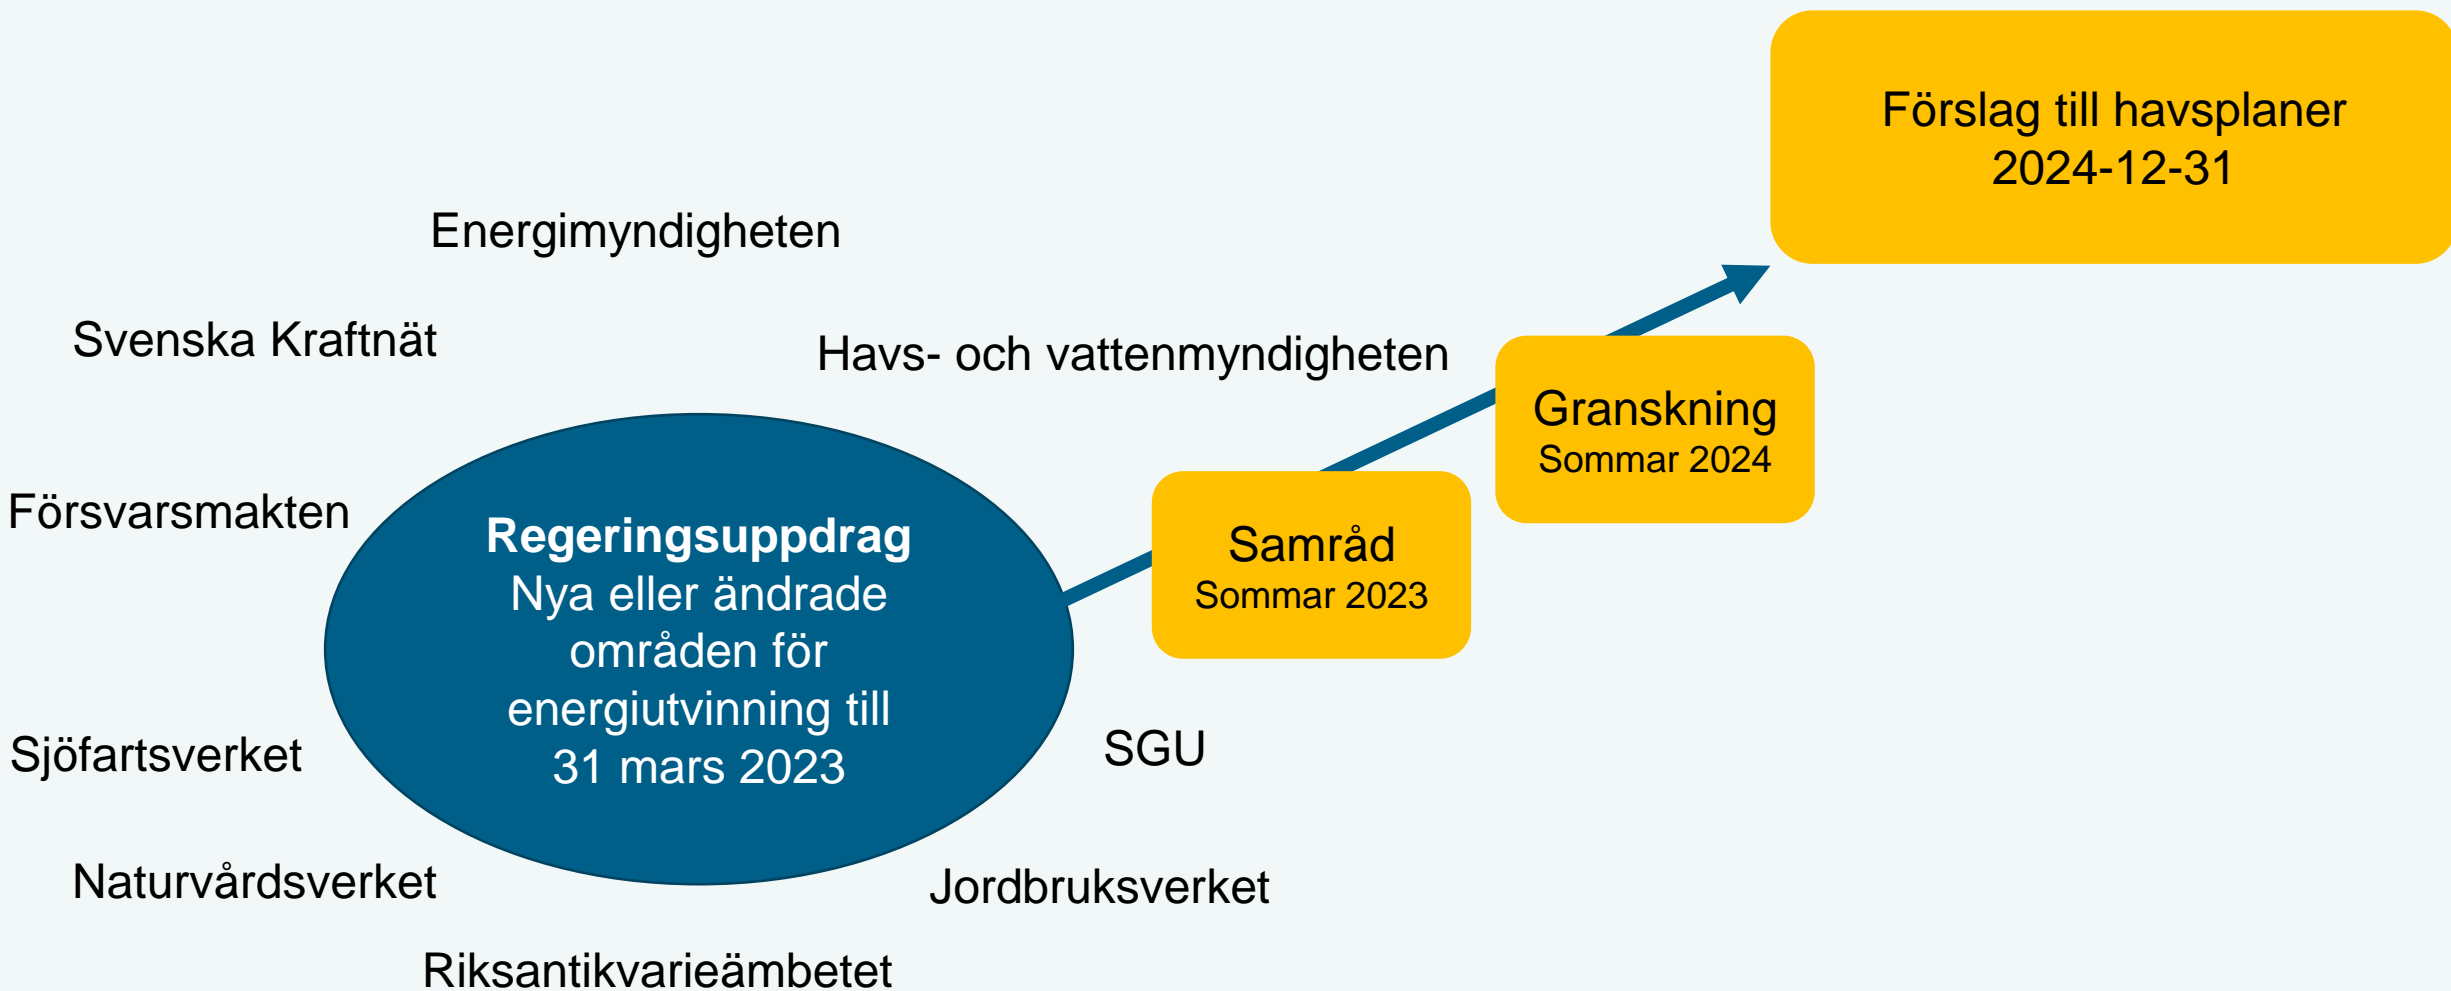 Förslag till havsplaner
2024-12-31
Energimyndigheten
Svenska Kraftnät
Havs- och vattenmyndigheten
Granskning
Sommar 2024
Försvarsmakten
Regeringsuppdrag
Nya eller ändrade
områden för
energiutvinning till
31 mars 2023
Samråd
Sommar 2023
Sjöfartsverket
SGU
Naturvårdsverket
Jordbruksverket
Riksantikvarieämbetet